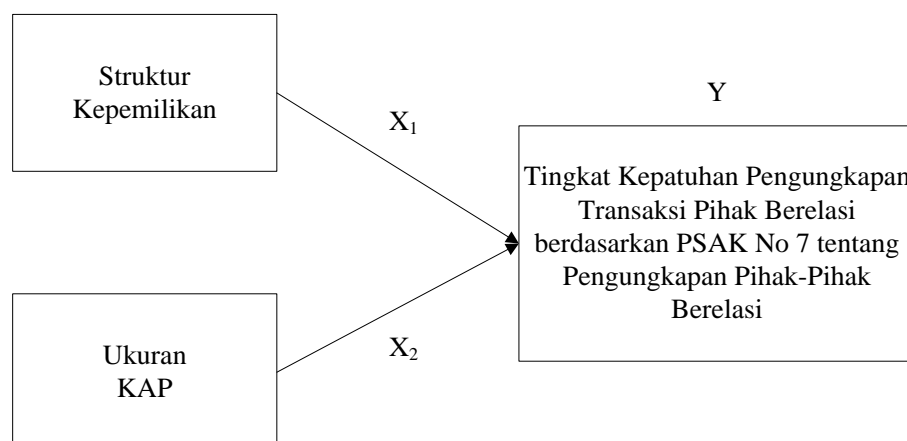 Struktur
Kepemilikan
X₁
Y
Tingkat Kepatuhan Pengungkapan
Transaksi Pihak Berelasi
berdasarkan PSAK No 7 tentang
Pengungkapan Pihak-Pihak
Berelasi
Ukuran
KAP
X₂